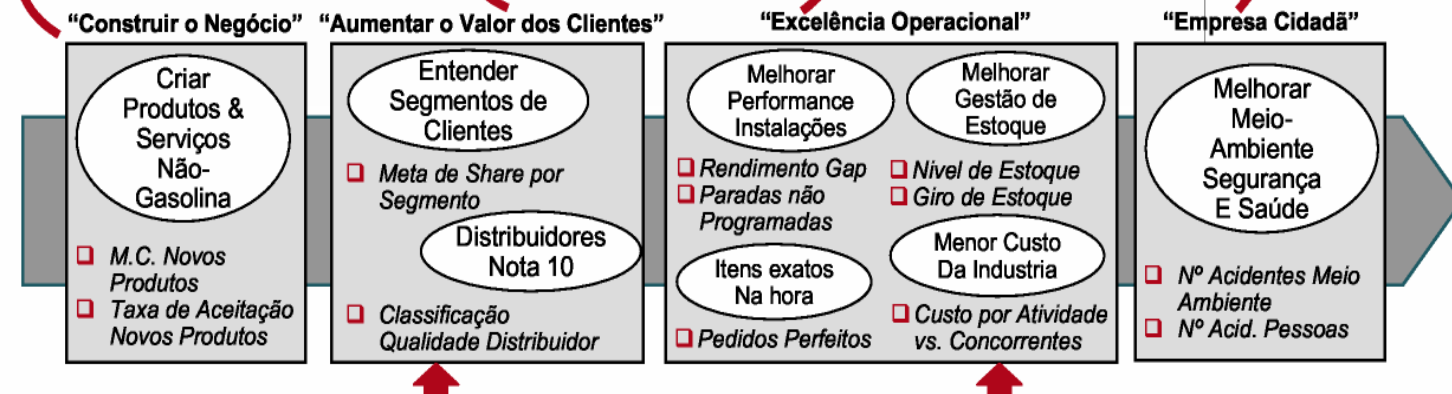 “Construir o Negócio”
Criar
Produtos &
Serviços
Não-
Gasolina
M.C. Novos
Produtos
Taxa de Aceitação
Novos Produtos
“Aumentar o Valor dos Clientes”
Entender
Segmentos de
Clientes
Meta de Share por
Segmento
Distribuidores
Nota 10
Classificação
Qualidade Distribuidor
“Excelência Operacional”
Melhorar
Performance
Instalações
Rendimento Gap
Paradas não
Programadas
Melhorar
Gestão de
Estoque
Nivel de Estoque
Giro de Estoque
Itens exatos
Na hora
Pedidos Perfeitos
Menor Custo
Da Industria
Custo por Atividade
vs. Concorrentes
“Empresa Cidadã”
Melhorar
Meio-
Ambiente
Segurança
E Saúde
Nº Acidentes Meio
Ambiente
Nº Acid. Pessoas